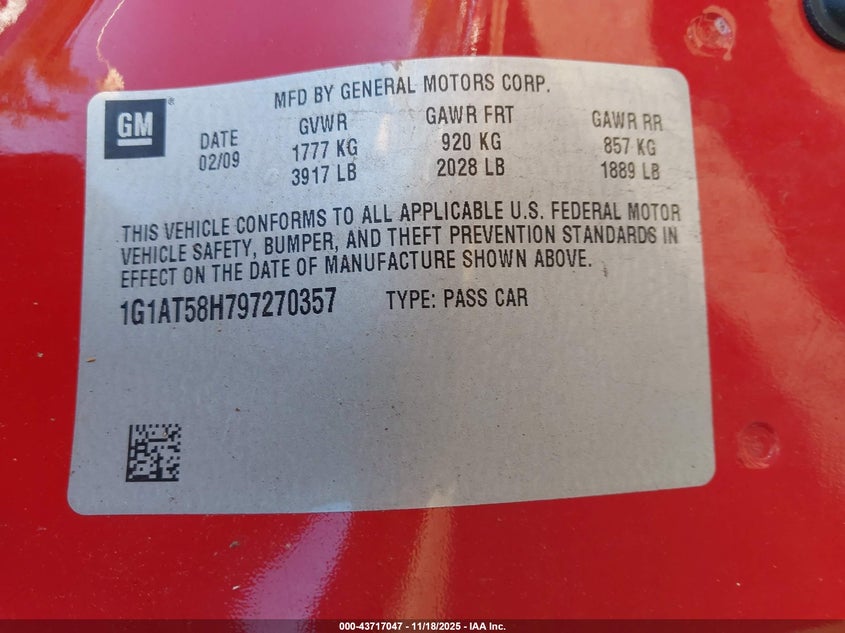 MFD BY GENERAL MOTORS CORP.
GM®
DATE GVWR GAWR FRT GAWR RR
02/09 1777 KG 920 KG 857 KG
3917 LB 2028 LB 1889 LB
THIS VEHICLE CONFORMS TO ALL APPLICABLE U.S. FEDERAL MOTOR
VEHICLE SAFETY, BUMPER, AND THEFT PREVENTION STANDARDS IN
EFFECT ON THE DATE OF MANUFACTURE SHOWN ABOVE.
1G1AT58H797270357 TYPE: PASS CAR
000-43717047 - 11/18/2025 - IAA Inc.